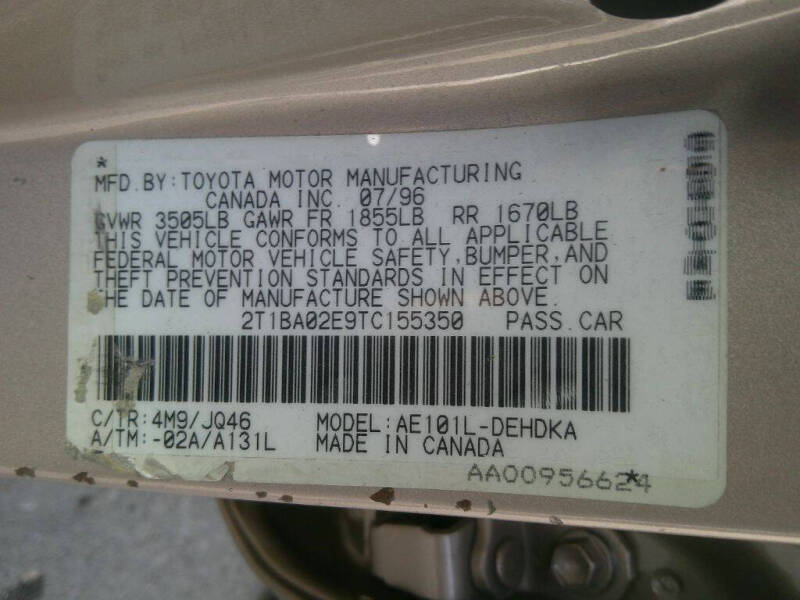 *
MFD.BY:TOYOTA MOTOR MANUFACTURING
CANADA INC. 07/96
GVWR 3505LB GAWR FR 1855LB RR 1670LB
THIS VEHICLE CONFORMS TO ALL APPLICABLE
FEDERAL MOTOR VEHICLE SAFETY,BUMPER,AND
THEFT PREVENTION STANDARDS IN EFFECT ON
THE DATE OF MANUFACTURE SHOWN ABOVE.
2T1BA02E9TC155350 PASS.CAR
C/TR:4M9/JQ46 MODEL:AE101L-DEHDKA
A/TM:-02A/A131L MADE IN CANADA
AA00956624
*